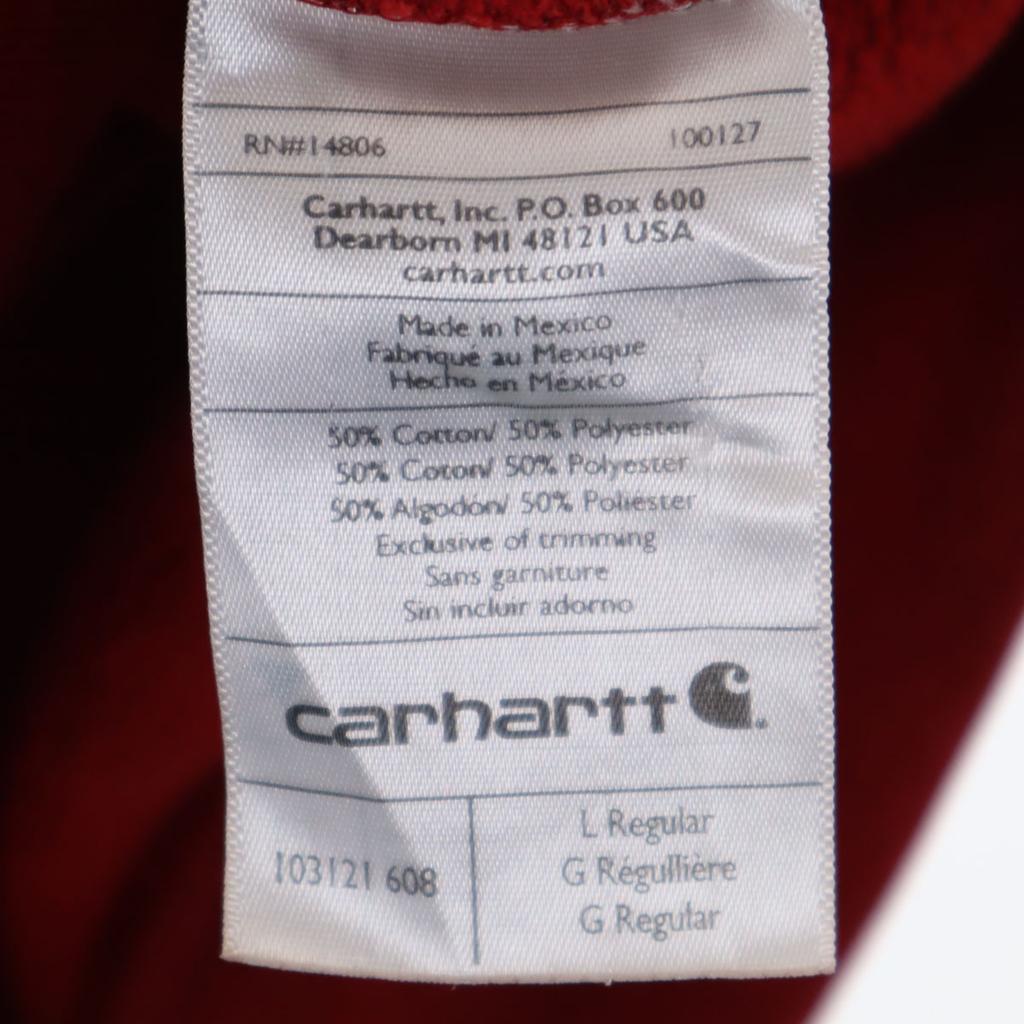 RN#14806 100127
Carhartt, Inc. P.O. Box 600
Dearborn MI 48121 USA
carhartt.com
Made in Mexico
Fabriqué au Mexique
Hecho en México
50% Cotton/ 50% Polyester
50% Coton/ 50% Polyester
50% Algodón/ 50% Poliester
Exclusive of trimming
Sans garniture
Sin incluir adorno
carhartt
103121 608
L Regular
G Régullière
G Regular